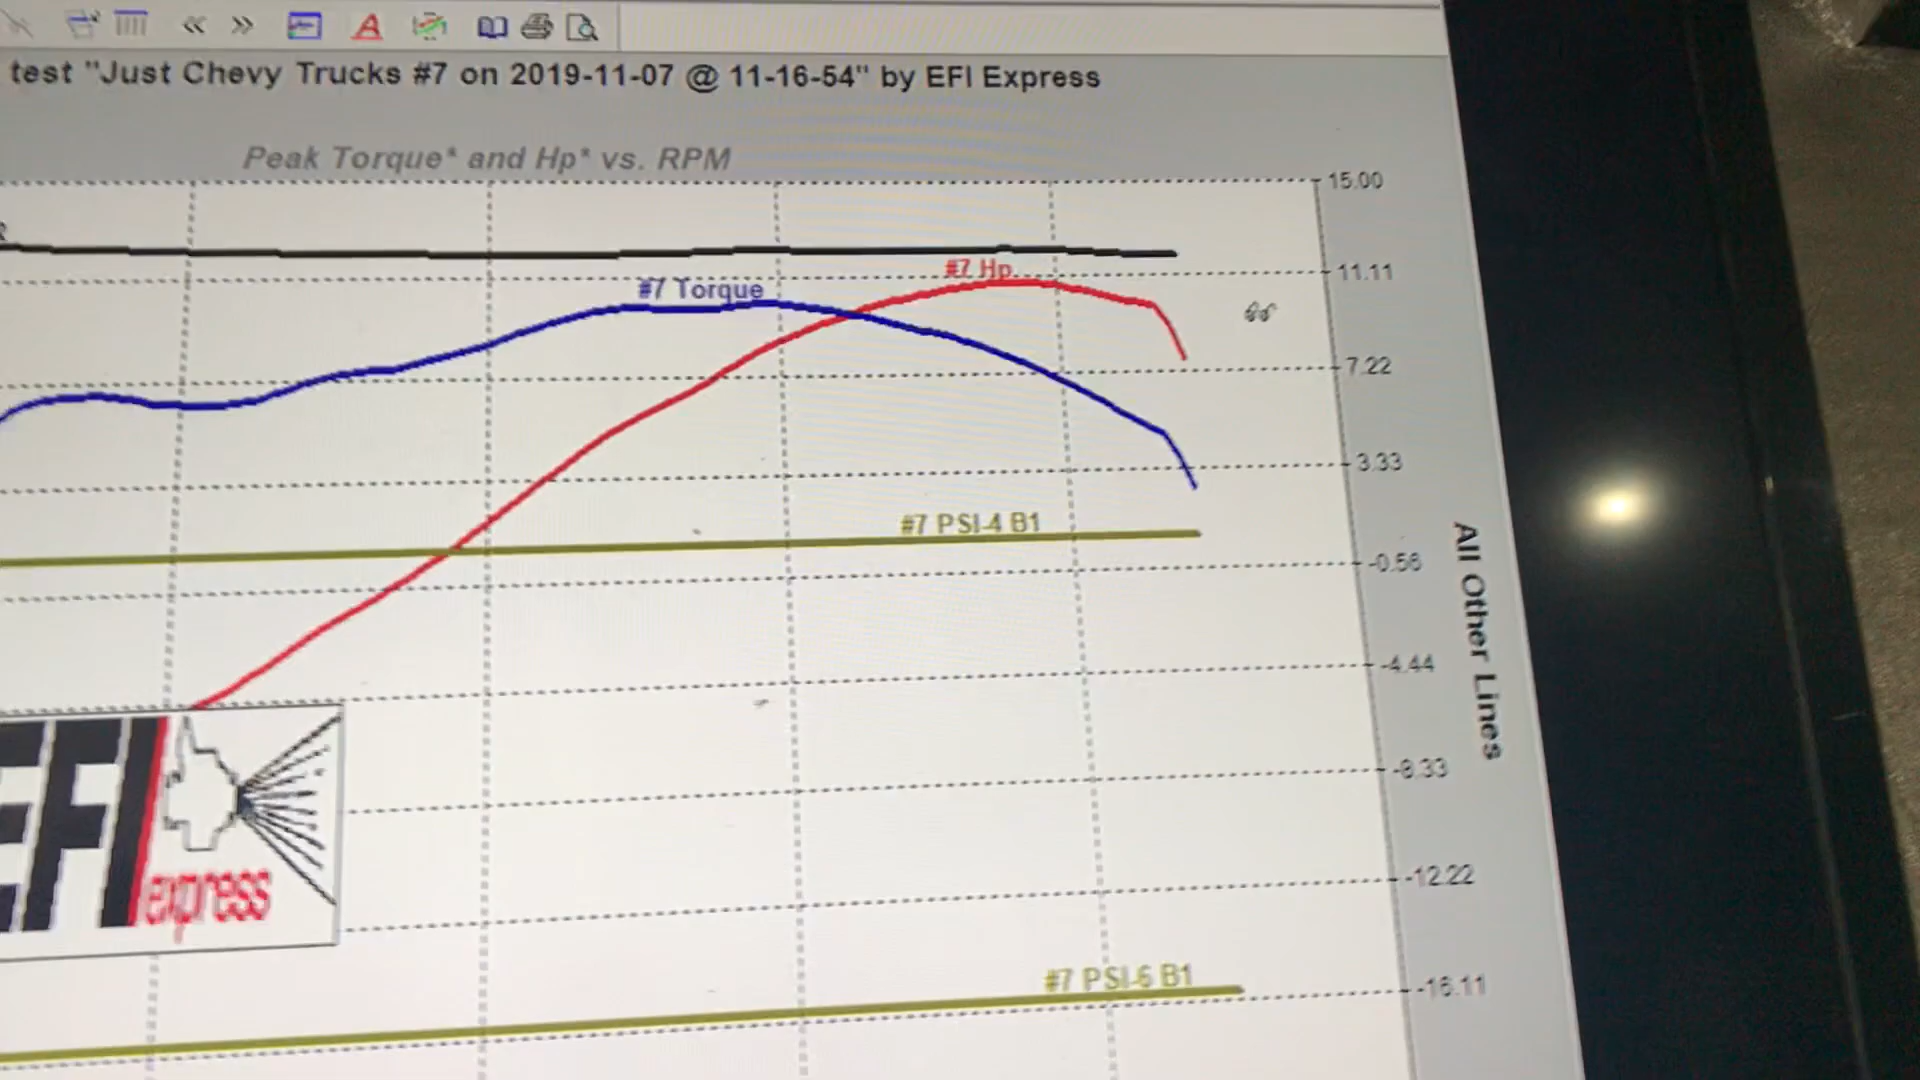 test "Just Chevy Trucks #7 on 2019-11-07 @ 11-16-54" by EFI Express
Peak Torque* and Hp* vs. RPM
15.00
#7 Hp
11.11
#7 Torque
7.22
3.33
#7 PSI-4 B1
-0.56
All Other Lines
-4.44
-8.33
EFI
express
-12.22
#7 PSI-6 B1
-16.11